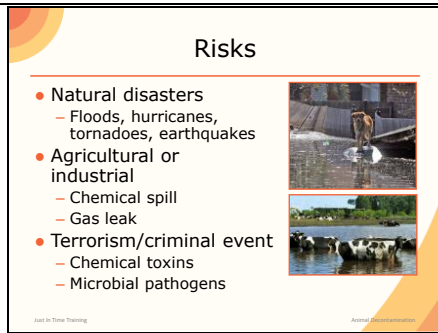 Risks
● Natural disasters
– Floods, hurricanes,
tornadoes, earthquakes
● Agricultural or
industrial
– Chemical spill
– Gas leak
● Terrorism/criminal event
– Chemical toxins
– Microbial pathogens
Just In Time Training
Animal Decontamination